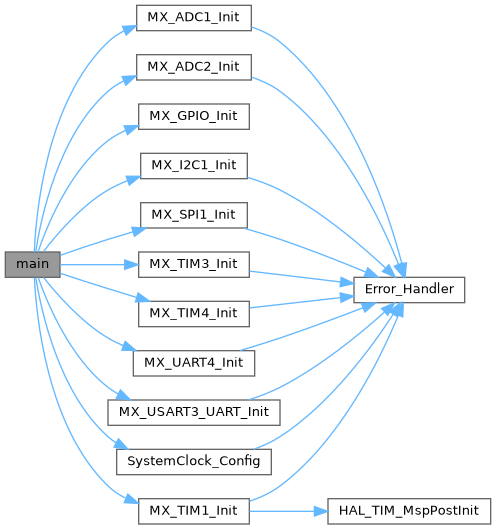 MX_ADC1_Init
MX_ADC2_Init
MX_GPIO_Init
MX_I2C1_Init
MX_SPI1_Init
main
MX_TIM3_Init
Error_Handler
MX_TIM4_Init
MX_UART4_Init
MX_USART3_UART_Init
SystemClock_Config
MX_TIM1_Init
HAL_TIM_MspPostInit